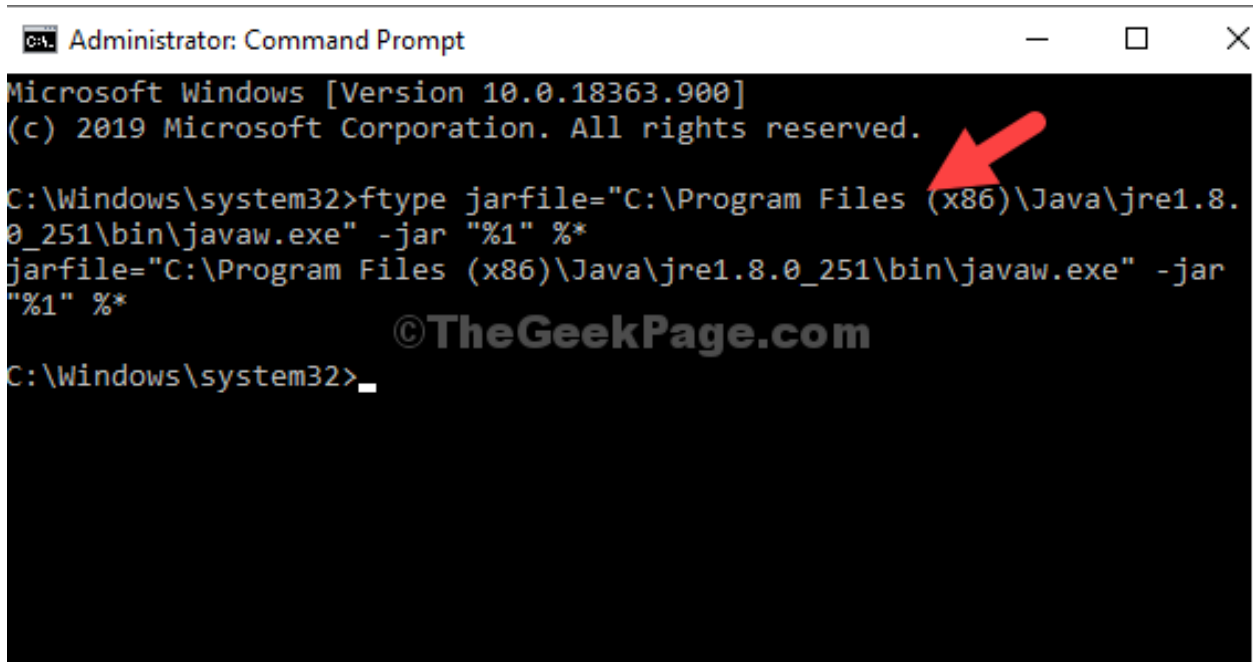 Administrator: Command Prompt
Microsoft Windows [Version 10.0.18363.900]
(c) 2019 Microsoft Corporation. All rights reserved.
C:\Windows\system32>ftype jarfile="C:\Program Files (x86)\Java\jre1.8.
0_251\bin\javaw.exe" -jar "%1" %*
jarfile="C:\Program Files (x86)\Java\jre1.8.0_251\bin\javaw.exe" -jar
"%1" %*
©TheGeekPage.com
C:\Windows\system32>